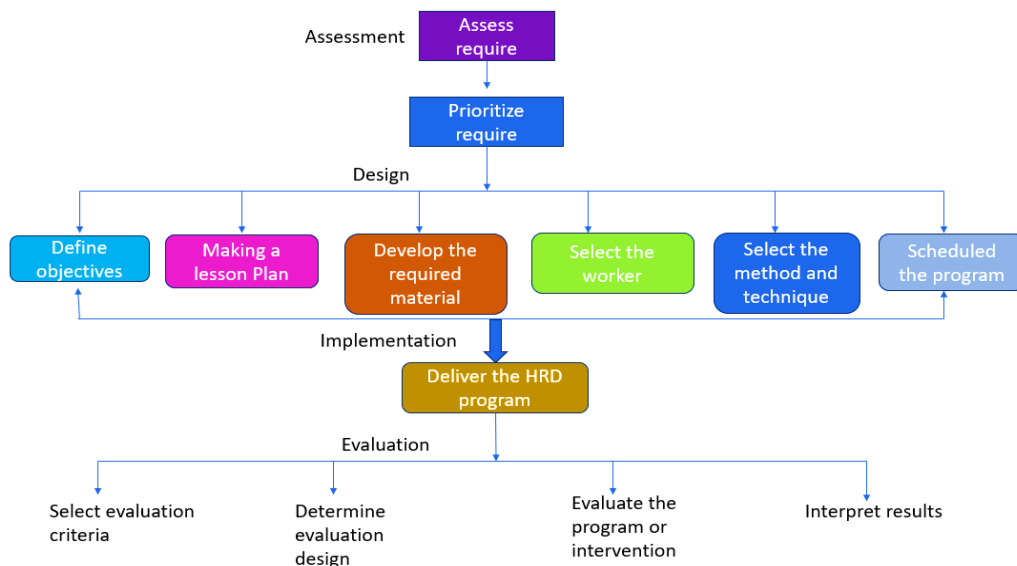 Assessment
Assess
require
Prioritize
require
Design
Define
objectives
Making a
lesson Plan
Develop the
required
material
Select the
worker
Select the
method and
technique
Scheduled
the program
Implementation
Deliver the HRD
program
Evaluation
Select evaluation
criteria
Determine
evaluation
design
Evaluate the
program or
intervention
Interpret results